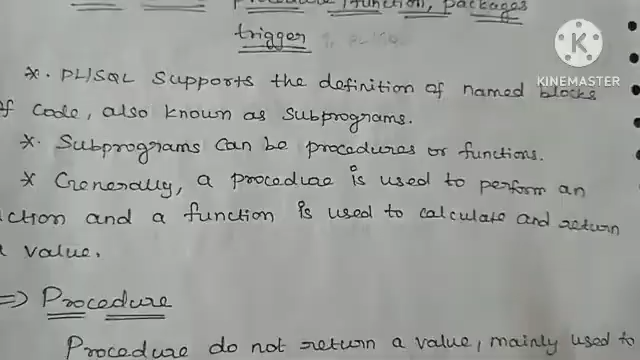 Procedure, function, packages
trigger
*. PL/SQL supports the definition of named blocks
of code, also known as subprograms.
*. Subprograms can be procedures or functions.
* Generally, a procedure is used to perform an
ction and a function is used to calculate and return
a value.
=> Procedure
Procedure do not return a value, mainly used to
KINEMASTER